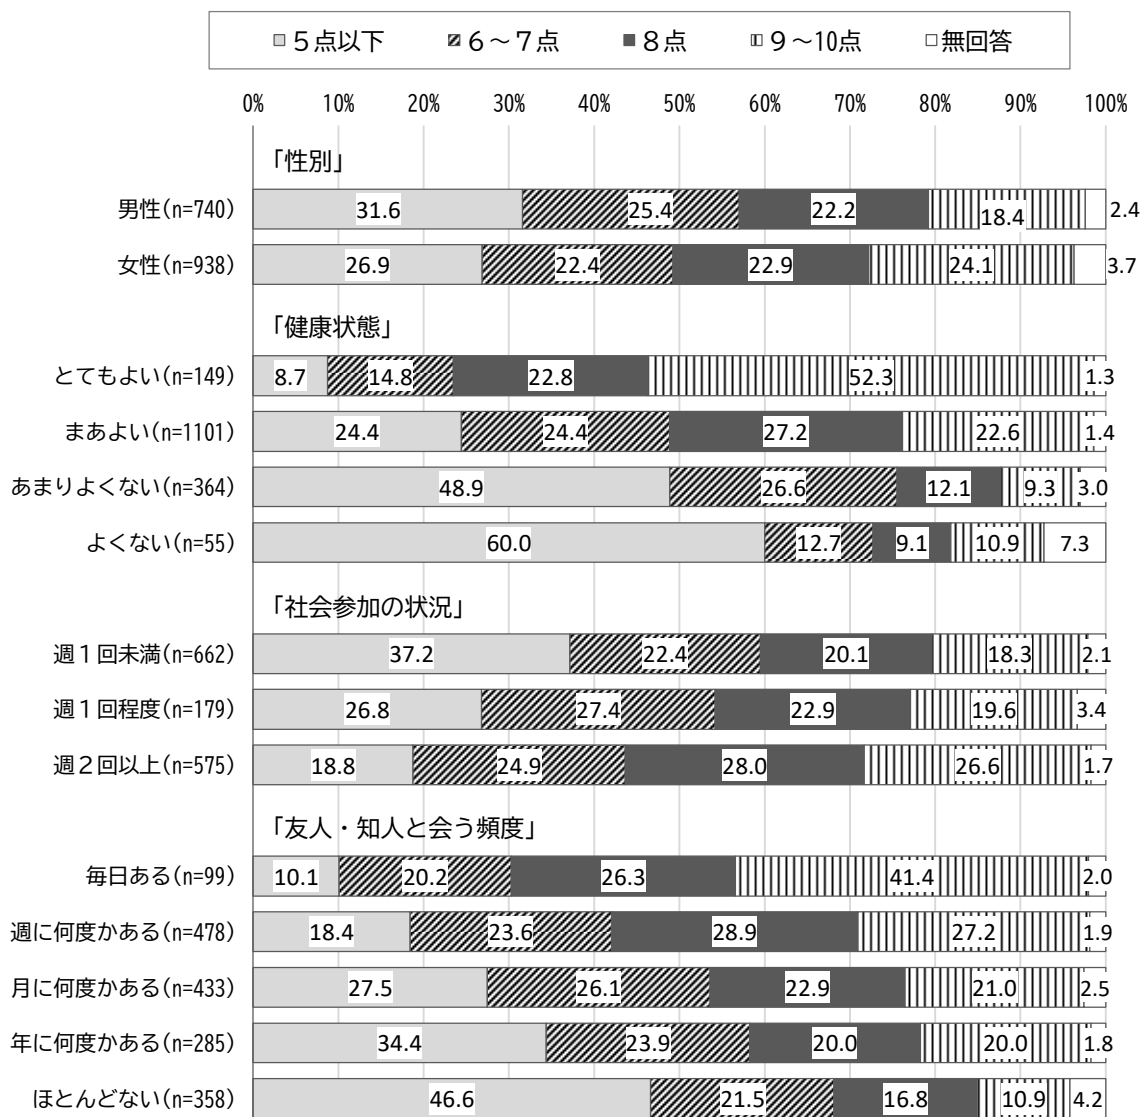 ５点以下 ６～７点 ８点 ９～10点 無回答
0% 10% 20% 30% 40% 50% 60% 70% 80% 90% 100%
「性別」
男性(n=740) 31.6 25.4 22.2 18.4 2.4
女性(n=938) 26.9 22.4 22.9 24.1 3.7
「健康状態」
とてもよい(n=149) 8.7 14.8 22.8 52.3 1.3
まあよい(n=1101) 24.4 24.4 27.2 22.6 1.4
あまりよくない(n=364) 48.9 26.6 12.1 9.3 3.0
よくない(n=55) 60.0 12.7 9.1 10.9 7.3
「社会参加の状況」
週１回未満(n=662) 37.2 22.4 20.1 18.3 2.1
週１回程度(n=179) 26.8 27.4 22.9 19.6 3.4
週２回以上(n=575) 18.8 24.9 28.0 26.6 1.7
「友人・知人と会う頻度」
毎日ある(n=99) 10.1 20.2 26.3 41.4 2.0
週に何度かある(n=478) 18.4 23.6 28.9 27.2 1.9
月に何度かある(n=433) 27.5 26.1 22.9 21.0 2.5
年に何度かある(n=285) 34.4 23.9 20.0 20.0 1.8
ほとんどない(n=358) 46.6 21.5 16.8 10.9 4.2